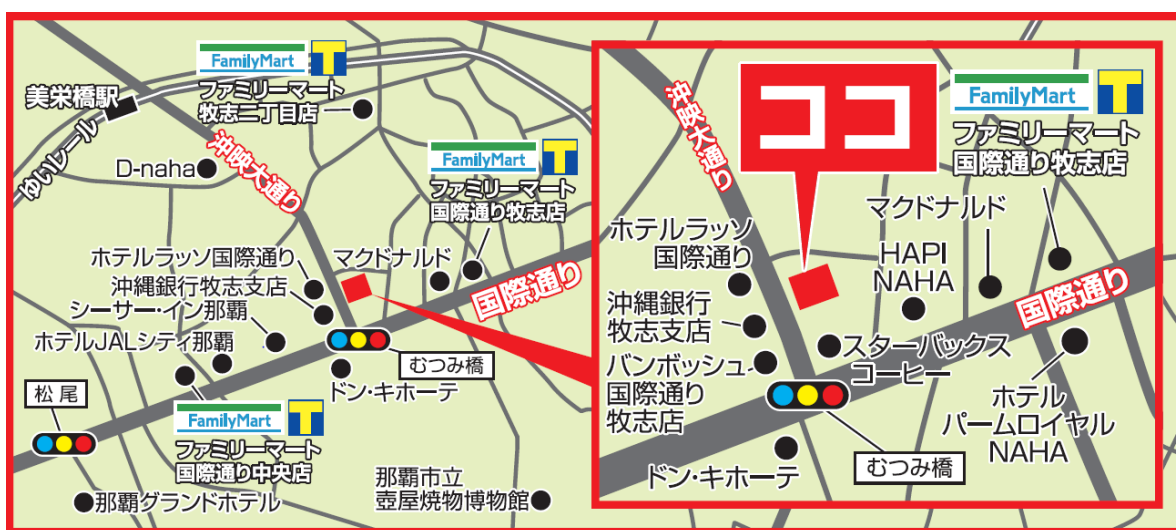 FamilyMart T
ファミリーマート
牧志二丁目店
美栄橋駅
ゆいレール
沖映大通り
D-naha
FamilyMart T
ファミリーマート
国際通り牧志店
ホテルラッソ国際通り
マクドナルド
沖縄銀行牧志支店
国際通り
シーサー・イン那覇
ホテルJALシティ那覇
むつみ橋
ドン・キホーテ
松尾
FamilyMart T
ファミリーマート
国際通り中央店
那覇グランドホテル
那覇市立
壺屋焼物博物館
沖映大通り
ココ
FamilyMart T
ファミリーマート
国際通り牧志店
マクドナルド
ホテルラッソ
国際通り
HAPI
NAHA
国際通り
沖縄銀行
牧志支店
スターバックス
コーヒー
バンボッシュ
国際通り
牧志店
ホテル
パームロイヤル
NAHA
むつみ橋
ドン・キホーテ